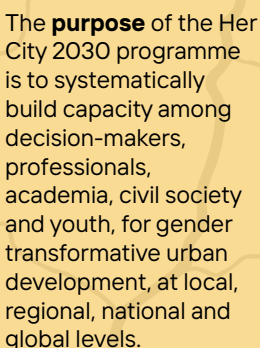 The purpose of the Her
City 2030 programme
is to systematically
build capacity among
decision-makers,
professionals,
academia, civil society
and youth, for gender
transformative urban
development, at local,
regional, national and
global levels.